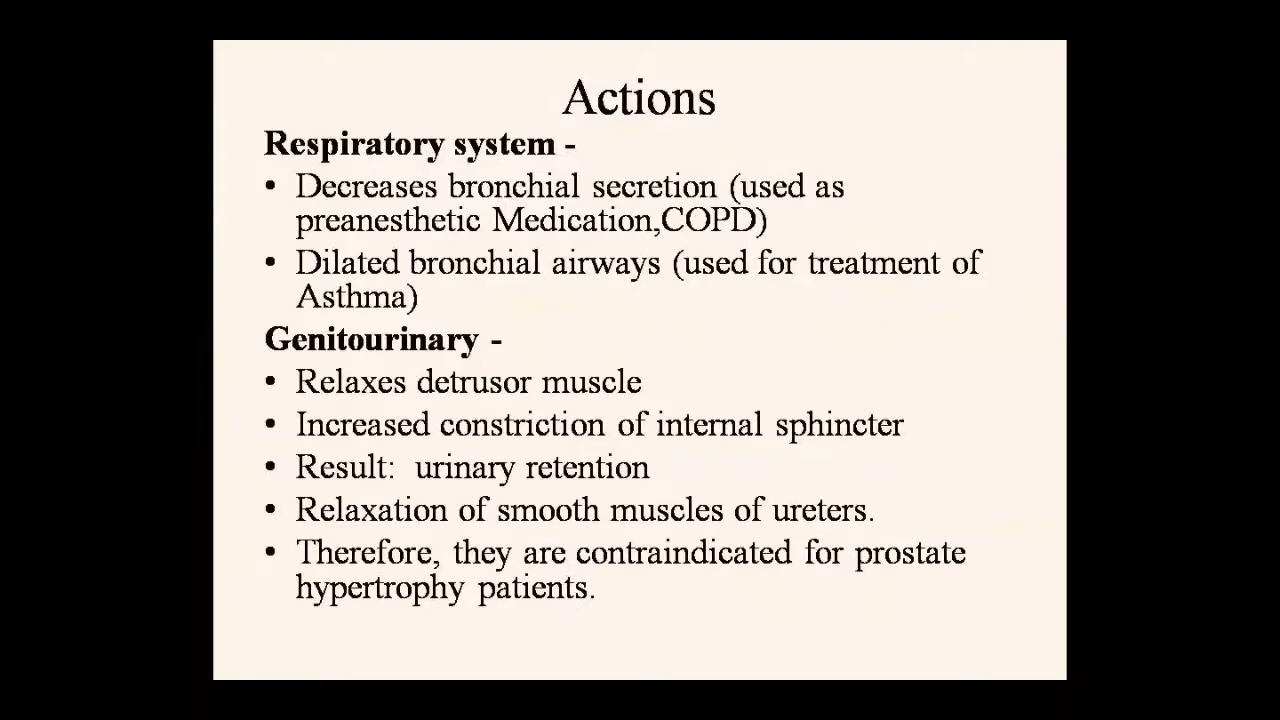 Actions
Respiratory system -
• Decreases bronchial secretion (used as
preanesthetic Medication,COPD)
• Dilated bronchial airways (used for treatment of
Asthma)
Genitourinary -
• Relaxes detrusor muscle
• Increased constriction of internal sphincter
• Result:  urinary retention
• Relaxation of smooth muscles of ureters.
• Therefore, they are contraindicated for prostate
hypertrophy patients.